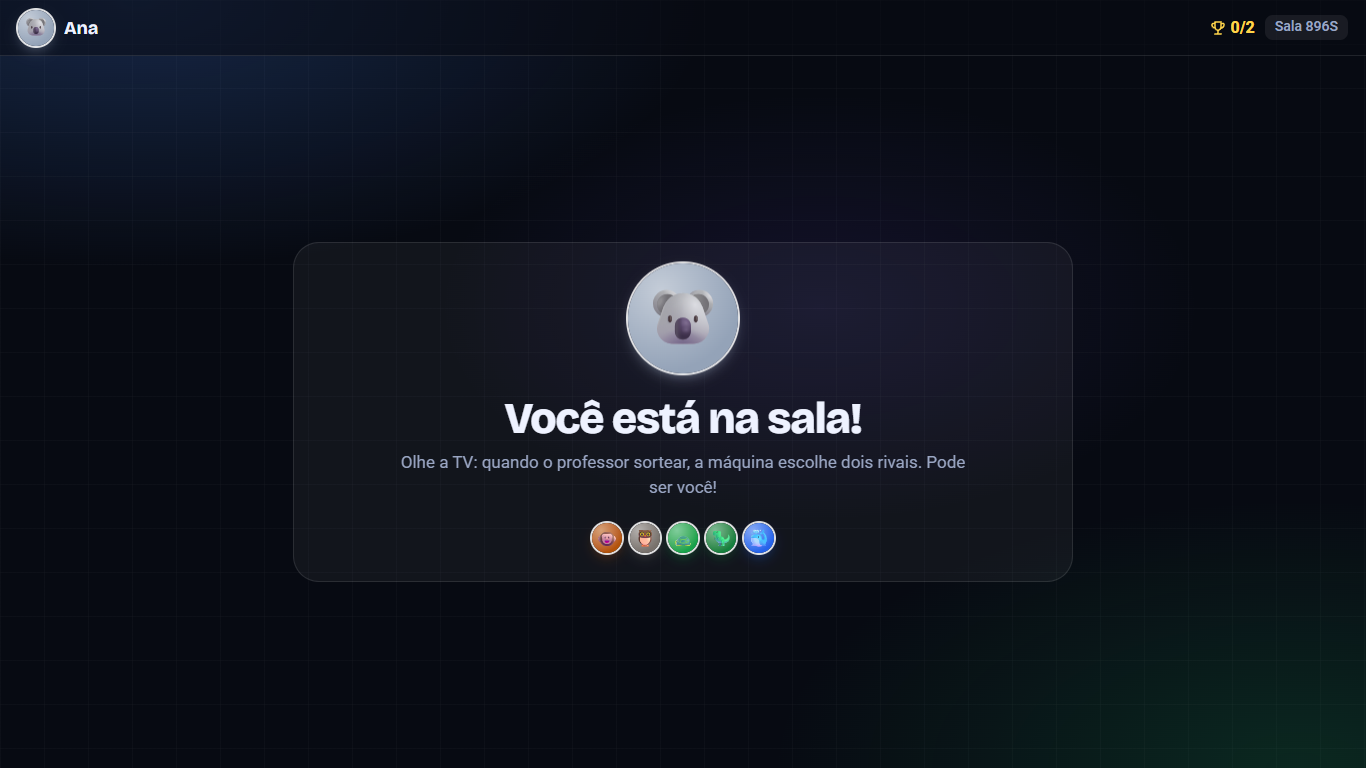 Ana
0/2
Sala 896S
Você está na sala!
Olhe a TV: quando o professor sortear, a máquina escolhe dois rivais. Pode
ser você!